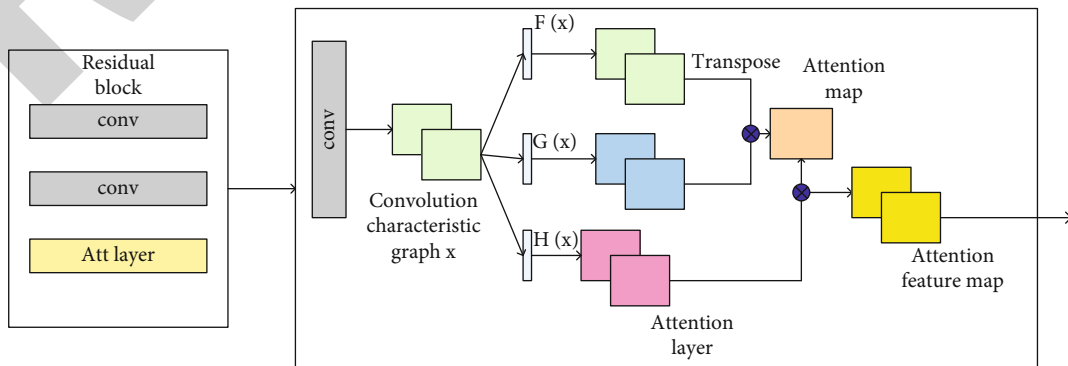 Residual
block
conv
conv
Att layer
conv
Convolution
characteristic
graph x
F (x)
G (x)
H (x)
Transpose
Attention
map
Attention
layer
Attention
feature map